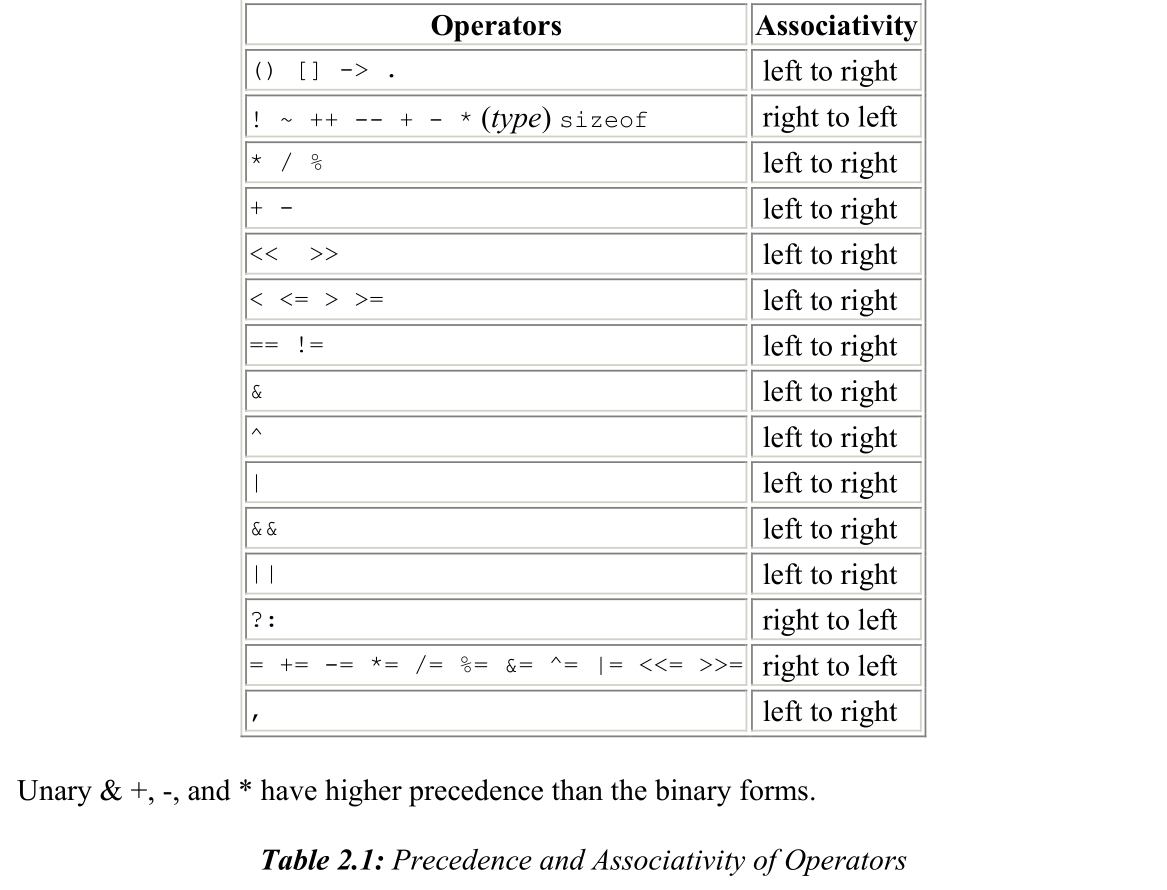 Operators Associativity
() [] -> . left to right
! ~ ++ -- + - * (type) sizeof right to left
* / % left to right
+ - left to right
<< >> left to right
< <= > >= left to right
== != left to right
& left to right
^ left to right
| left to right
&& left to right
|| left to right
?: right to left
= += -= *= /= %= &= ^= |= <<= >>= right to left
, left to right
Unary & +, -, and * have higher precedence than the binary forms.
Table 2.1: Precedence and Associativity of Operators